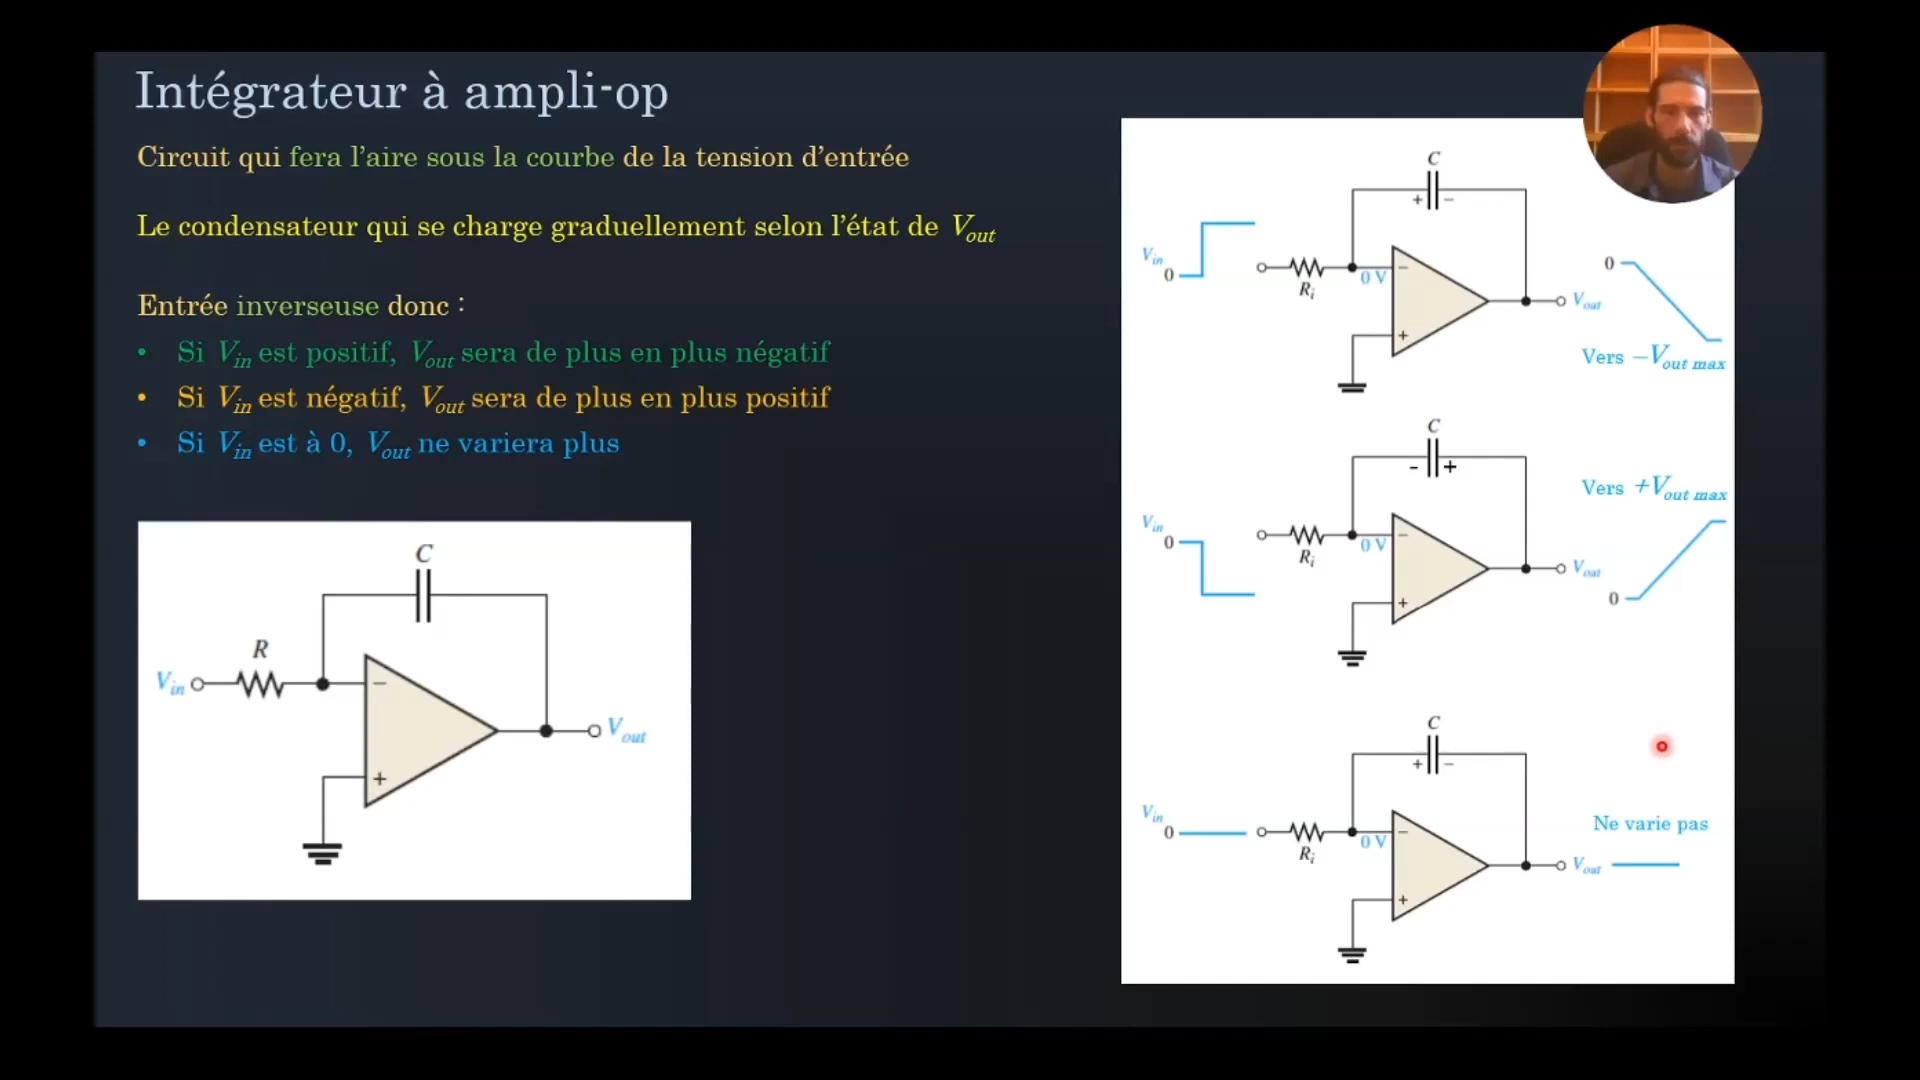 Intégrateur à ampli-op
Circuit qui fera l'aire sous la courbe de la tension d'entrée
Le condensateur qui se charge graduellement selon l'état de Vout
Entrée inverseuse donc :
• Si Vin est positif, Vout sera de plus en plus négatif
• Si Vin est négatif, Vout sera de plus en plus positif
• Si Vin est à 0, Vout ne variera plus
C
R
Vin
−
+
Vout
C
+ −
Vin
0
Ri
0 V
−
+
Vout
0
Vers −Vout max
C
- +
Vin
0
Ri
0 V
−
+
Vout
Vers +Vout max
0
C
+ −
Vin
0
Ri
0 V
−
+
Ne varie pas
Vout